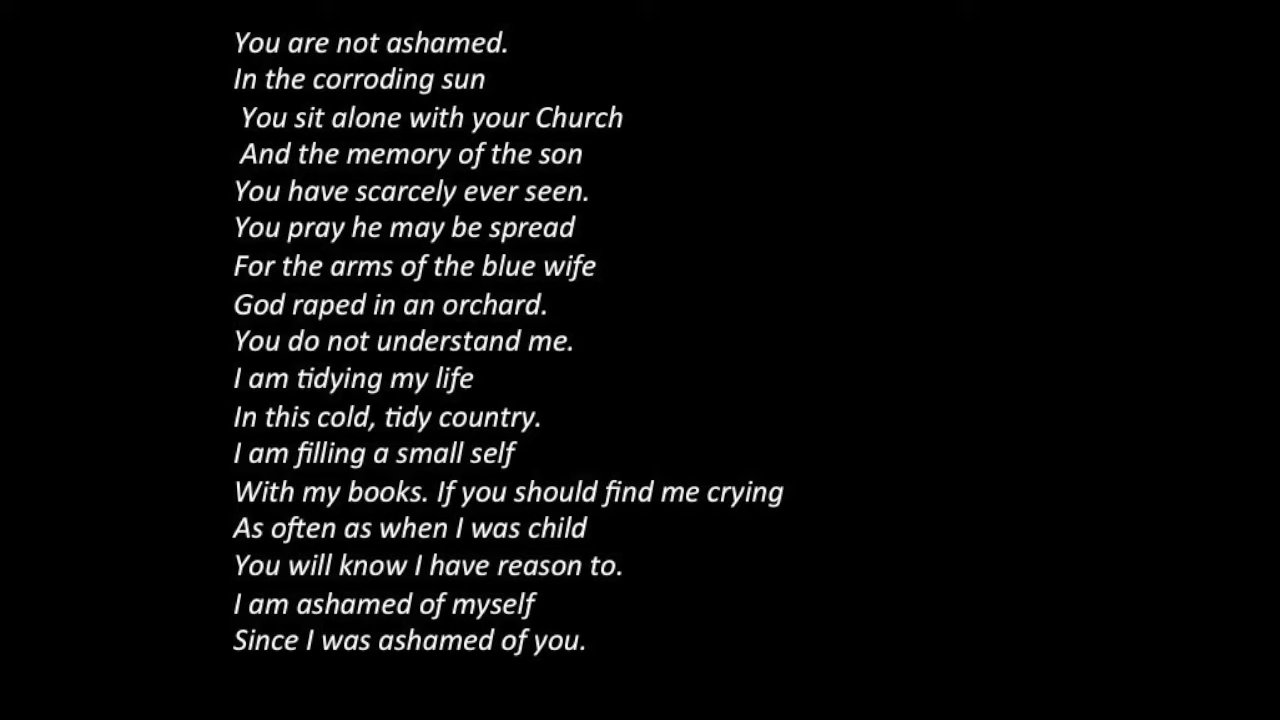 You are not ashamed.
In the corroding sun
You sit alone with your Church
And the memory of the son
You have scarcely ever seen.
You pray he may be spread
For the arms of the blue wife
God raped in an orchard.
You do not understand me.
I am tidying my life
In this cold, tidy country.
I am filling a small self
With my books. If you should find me crying
As often as when I was child
You will know I have reason to.
I am ashamed of myself
Since I was ashamed of you.